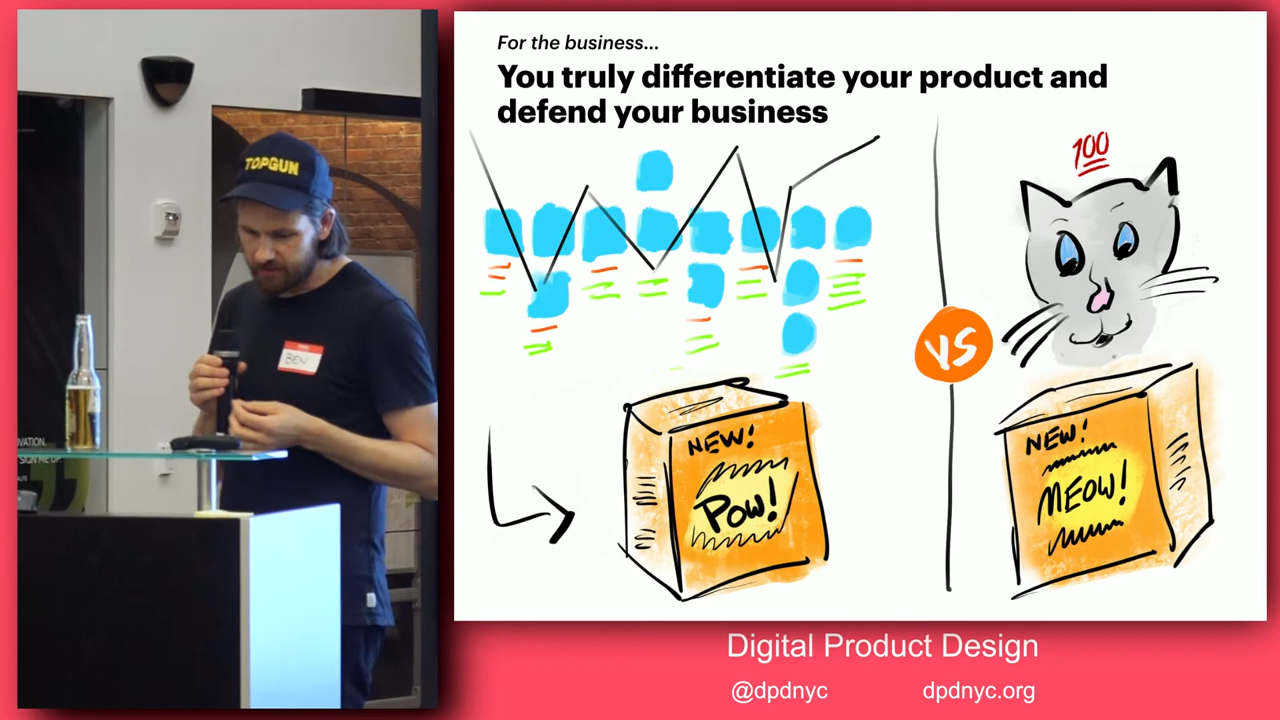 For the business...
You truly differentiate your product and
defend your business
100
VS
NEW!
POW!
NEW!
MEOW!
TOPGUN
BEN
Digital Product Design
@dpdnyc
dpdnyc.org